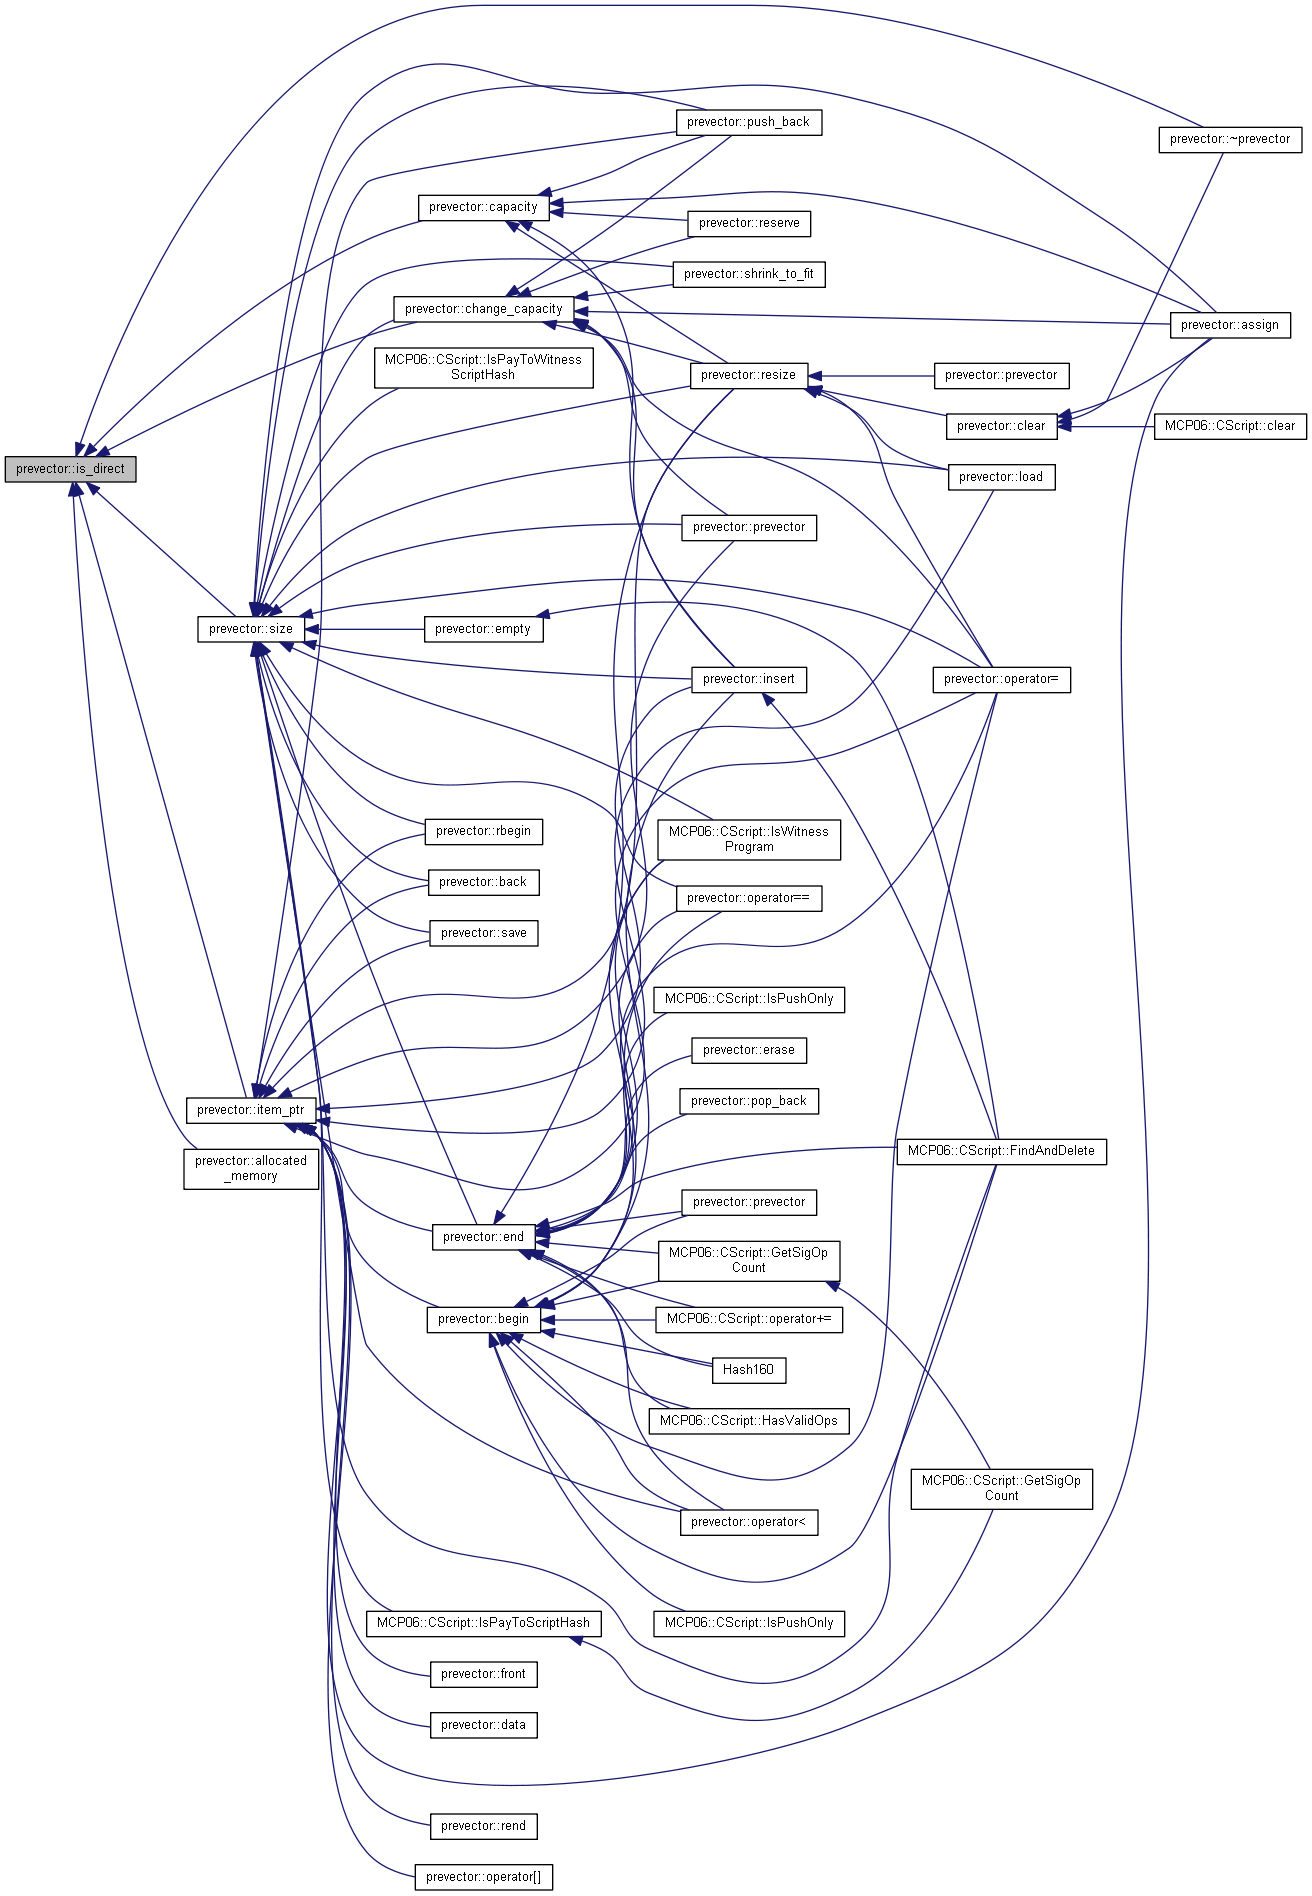 prevector::push_back
prevector::~prevector
prevector::capacity
prevector::reserve
prevector::shrink_to_fit
prevector::change_capacity
prevector::assign
MCP06::CScript::IsPayToWitness
ScriptHash
prevector::resize
prevector::prevector
prevector::clear
MCP06::CScript::clear
prevector::is_direct
prevector::load
prevector::prevector
prevector::size
prevector::empty
prevector::insert
prevector::operator=
prevector::rbegin
MCP06::CScript::IsWitness
Program
prevector::back
prevector::operator==
prevector::save
MCP06::CScript::IsPushOnly
prevector::erase
prevector::pop_back
prevector::item_ptr
MCP06::CScript::FindAndDelete
prevector::allocated
_memory
prevector::prevector
prevector::end
MCP06::CScript::GetSigOp
Count
prevector::begin
MCP06::CScript::operator+=
Hash160
MCP06::CScript::HasValidOps
MCP06::CScript::GetSigOp
Count
prevector::operator<
MCP06::CScript::IsPayToScriptHash
MCP06::CScript::IsPushOnly
prevector::front
prevector::data
prevector::rend
prevector::operator[]